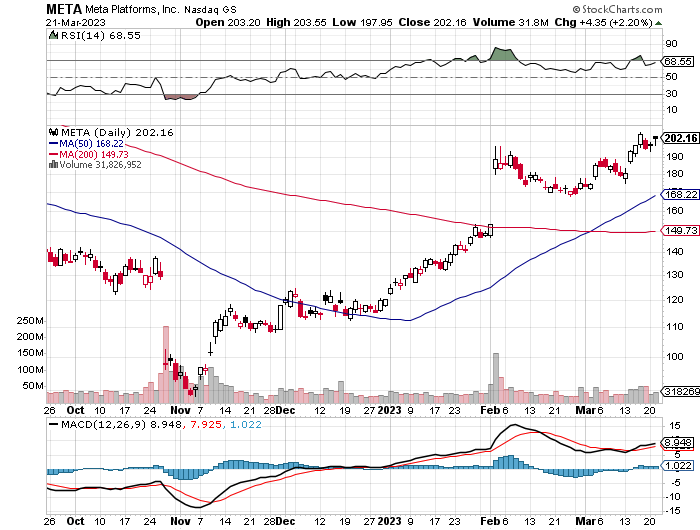 META Meta Platforms, Inc. Nasdaq GS © StockCharts.com
21-Mar-2023 Open 203.20 High 203.55 Low 197.95 Close 202.16 Volume 31.8M Chg +4.35 (+2.20%)
RSI(14) 68.55
90
70
68.55
50
30
10
META (Daily) 202.16
MA(50) 168.22
MA(200) 149.73
Volume 31,826,952
202.16
190
180
170
168.22
160
149.73
140
130
120
110
100
90
31826952
250M
200M
150M
100M
50M
26 Oct 10 17 24 Nov 7 14 21 28 Dec 12 19 27 2023 9 17 23 Feb 6 13 21 Mar 6 13 20
MACD(12,26,9) 8.948, 7.925, 1.022
15
10
8.948
5
1.022
-5
-10
26 Oct 10 17 24 Nov 7 14 21 28 Dec 12 19 27 2023 9 17 23 Feb 6 13 21 Mar 6 13 20